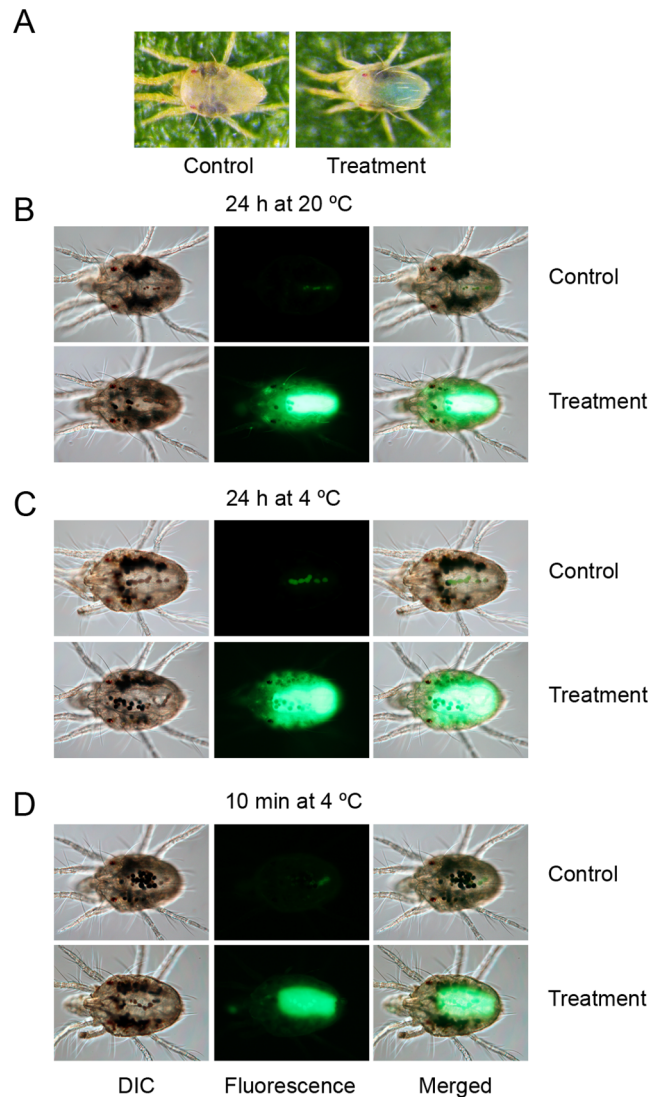 A
Control Treatment
B 24 h at 20 ºC
Control
Treatment
C 24 h at 4 ºC
Control
Treatment
D 10 min at 4 ºC
Control
Treatment
DIC Fluorescence Merged